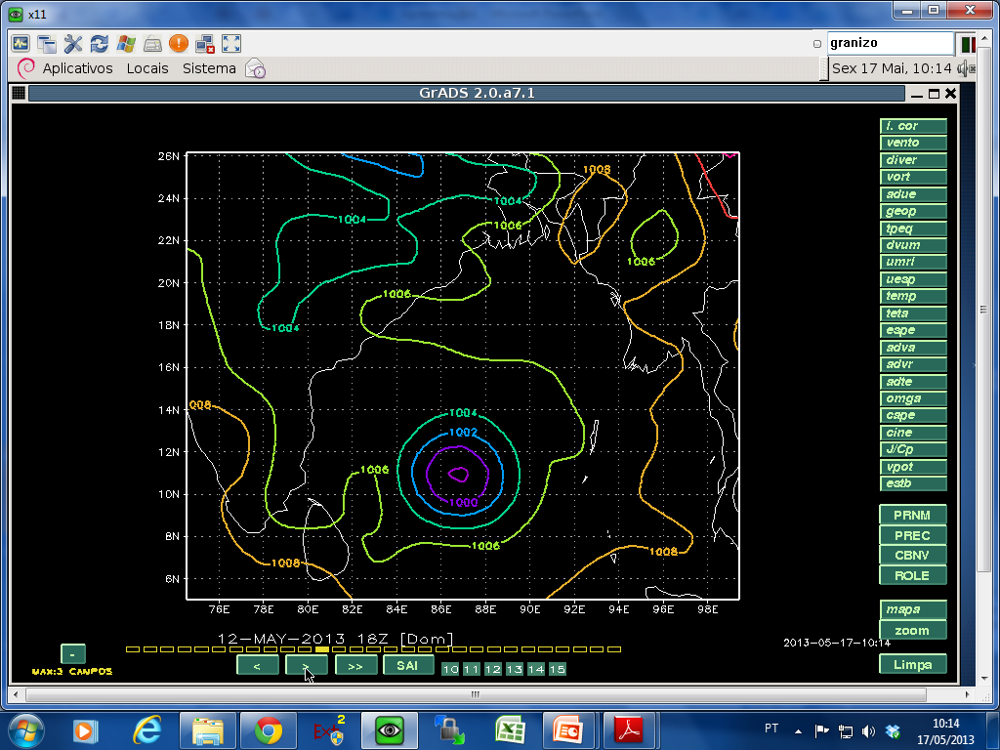 x11
granizo
Aplicativos Locais Sistema
Sex 17 Mai, 10:14
GrADS 2.0.a7.1
26N
24N
22N
20N
18N
16N
14N
12N
10N
8N
6N
76E 78E 80E 82E 84E 86E 88E 90E 92E 94E 96E 98E
1008
1004
1004
1006
1006
1006
1004
008
1004
1002
1006
1000
1006
1008
1008
l. cor
vento
diver
vort
adue
geop
tpeq
dvum
umrl
uesp
temp
teta
espe
adva
advr
adte
omga
cape
cine
J/Cp
vpot
estb
PRNM
PREC
CBNV
ROLE
mapa
zoom
Limpa
12-MAY-2013 18Z [Dom]
2013-05-17-10:14
-
MAX:3 CAMPOS
< > >> SAI 10 11 12 13 14 15
Ext2
PT
10:14
17/05/2013